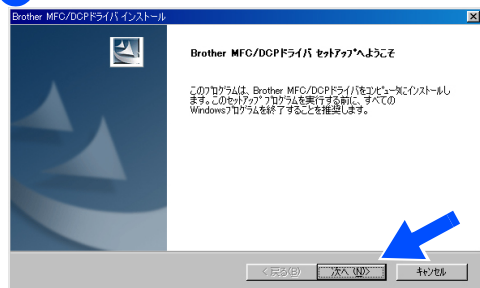 Brother MFC/DCPドライバ インストール
Brother MFC/DCPドライバ セットアップへようこそ
このプログラムは、Brother MFC/DCPドライバをコンピュータにインストールし
ます。このセットアップ プログラムを実行する前に、すべての
Windowsプログラムを終了することを推奨します。
< 戻る(B) 次へ (N)> キャンセル